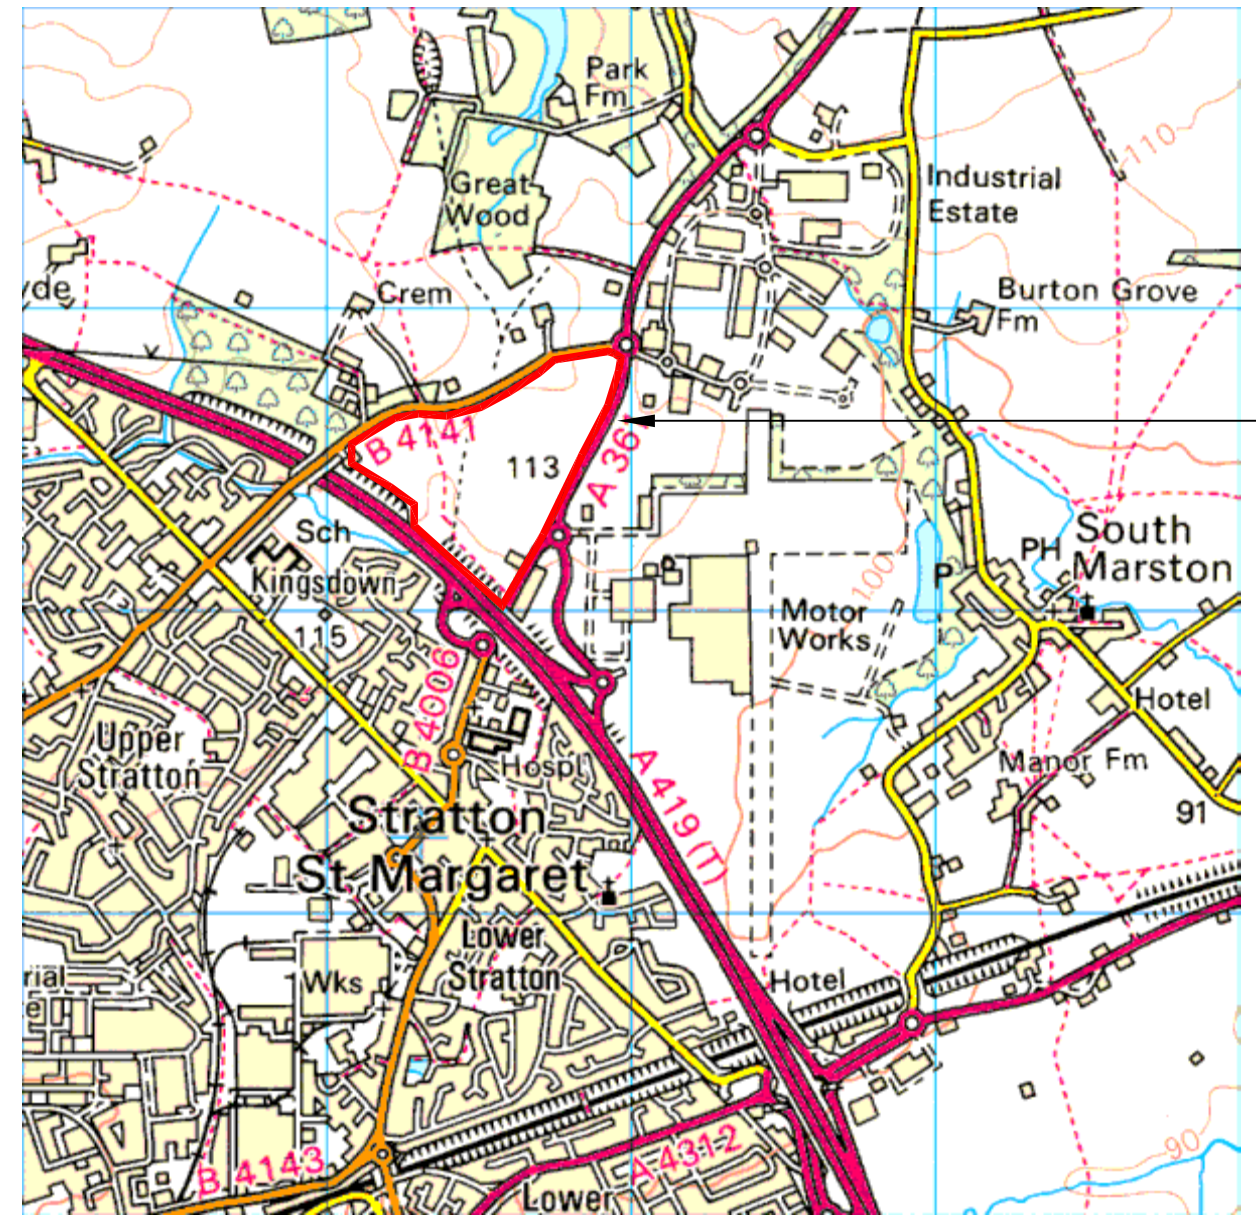 Park
Fm
Great
Wood
Industrial
Estate
110
Crem
yde
Burton Grove
Fm
B 4141
113
A 361
Sch
Kingsdown
115
100
PH
South
Marston
P
P
Motor
Works
B 4006
Hotel
Upper
Stratton
Hospl
Manor Fm
A 419 (T)
91
Stratton
St. Margaret
Lower
Stratton
rial
e
Wks
Hotel
B 4143
A 4312
Lower
90